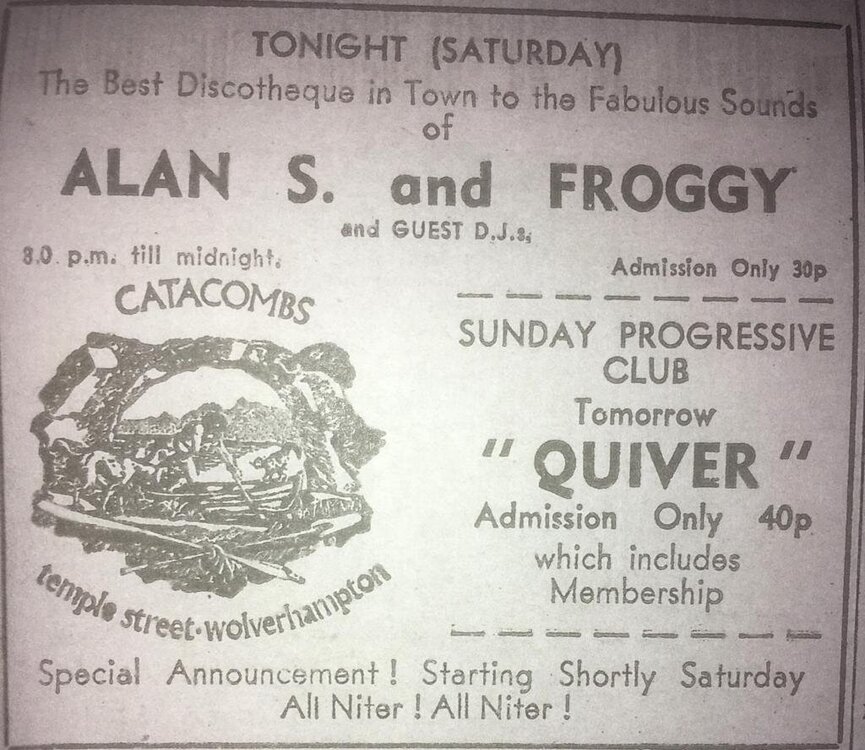 TONIGHT (SATURDAY)
The Best Discotheque in Town to the Fabulous Sounds
of
ALAN S. and FROGGY
and GUEST D.J.s,
8.0. p.m. till midnight.
Admission Only 30p
CATACOMBS
temple street·wolverhampton
SUNDAY PROGRESSIVE
CLUB
Tomorrow
" QUIVER "
Admission Only 40p
which includes
Membership
Special Announcement! Starting Shortly Saturday
All Niter! All Niter!